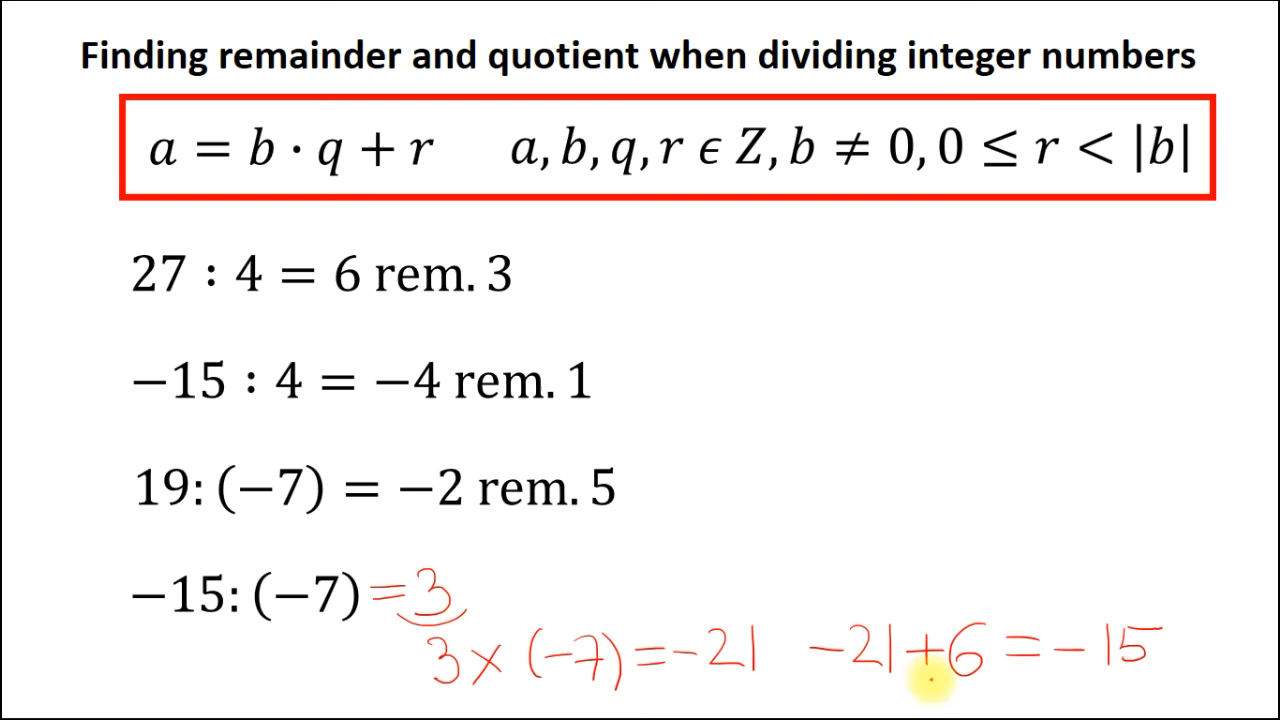 Finding remainder and quotient when dividing integer numbers
a = b · q + r a, b, q, r ϵ Z, b ≠ 0, 0 ≤ r < |b|
27 : 4 = 6 rem. 3
−15 : 4 = −4 rem. 1
19: (−7) = −2 rem. 5
−15: (−7) = 3
3 × (−7) = −21 −21 + 6 = −15